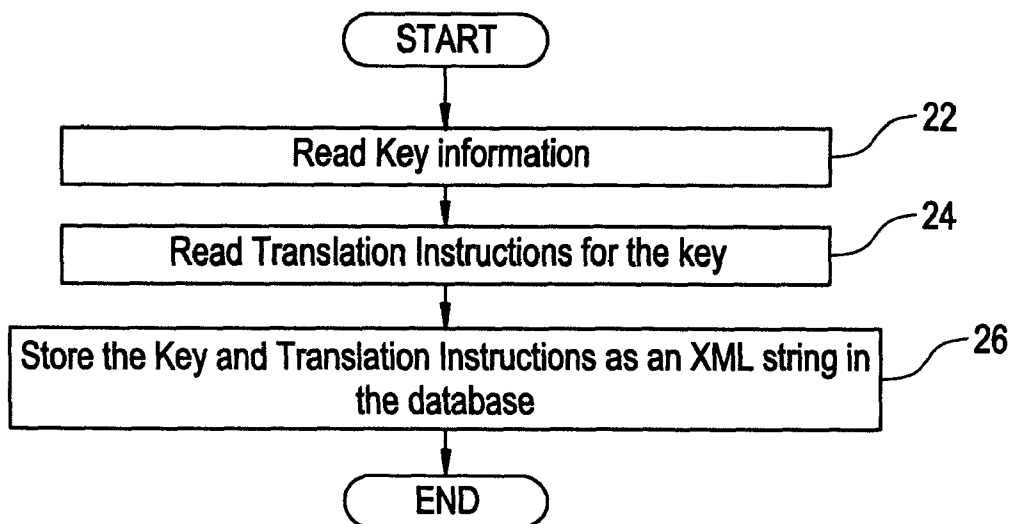 START
22
Read Key information
24
Read Translation Instructions for the key
26
Store the Key and Translation Instructions as an XML string in
the database
END